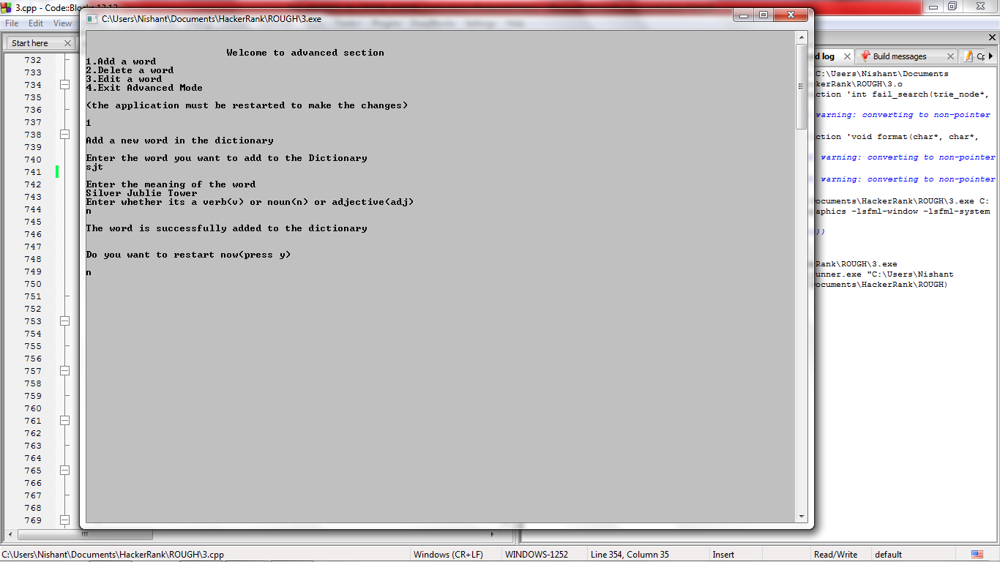 3.cpp - Code::Blocks 13.12
C:\Users\Nishant\Documents\HackerRank\ROUGH\3.exe
File Edit View
Start here
Welcome to advanced section
1.Add a word
2.Delete a word
3.Edit a word
4.Exit Advanced Mode
(the application must be restarted to make the changes)
1
Add a new word in the dictionary
Enter the word you want to add to the Dictionary
sjt
Enter the meaning of the word
Silver Jublie Tower
Enter whether its a verb(v) or noun(n) or adjective(adj)
n
The word is successfully added to the dictionary
Do you want to restart now(press y)
n
732
733
734
735
736
737
738
739
740
741
742
743
744
745
746
747
748
749
750
751
752
753
754
755
756
757
758
759
760
761
762
763
764
765
766
767
768
769
d log
Build messages
Cp
C:\Users\Nishant\Documents
kerRank\ROUGH\3.o
ction 'int fail_search(trie_node*,
warning: converting to non-pointer
ction 'void format(char*, char*,
warning: converting to non-pointer
warning: converting to non-pointer
ocuments\HackerRank\ROUGH\3.exe C:
aphics -lsfml-window -lsfml-system
))
Rank\ROUGH\3.exe
unner.exe "C:\Users\Nishant
ocuments\HackerRank\ROUGH)
C:\Users\Nishant\Documents\HackerRank\ROUGH\3.cpp
Windows (CR+LF)
WINDOWS-1252
Line 354, Column 35
Insert
Read/Write
default